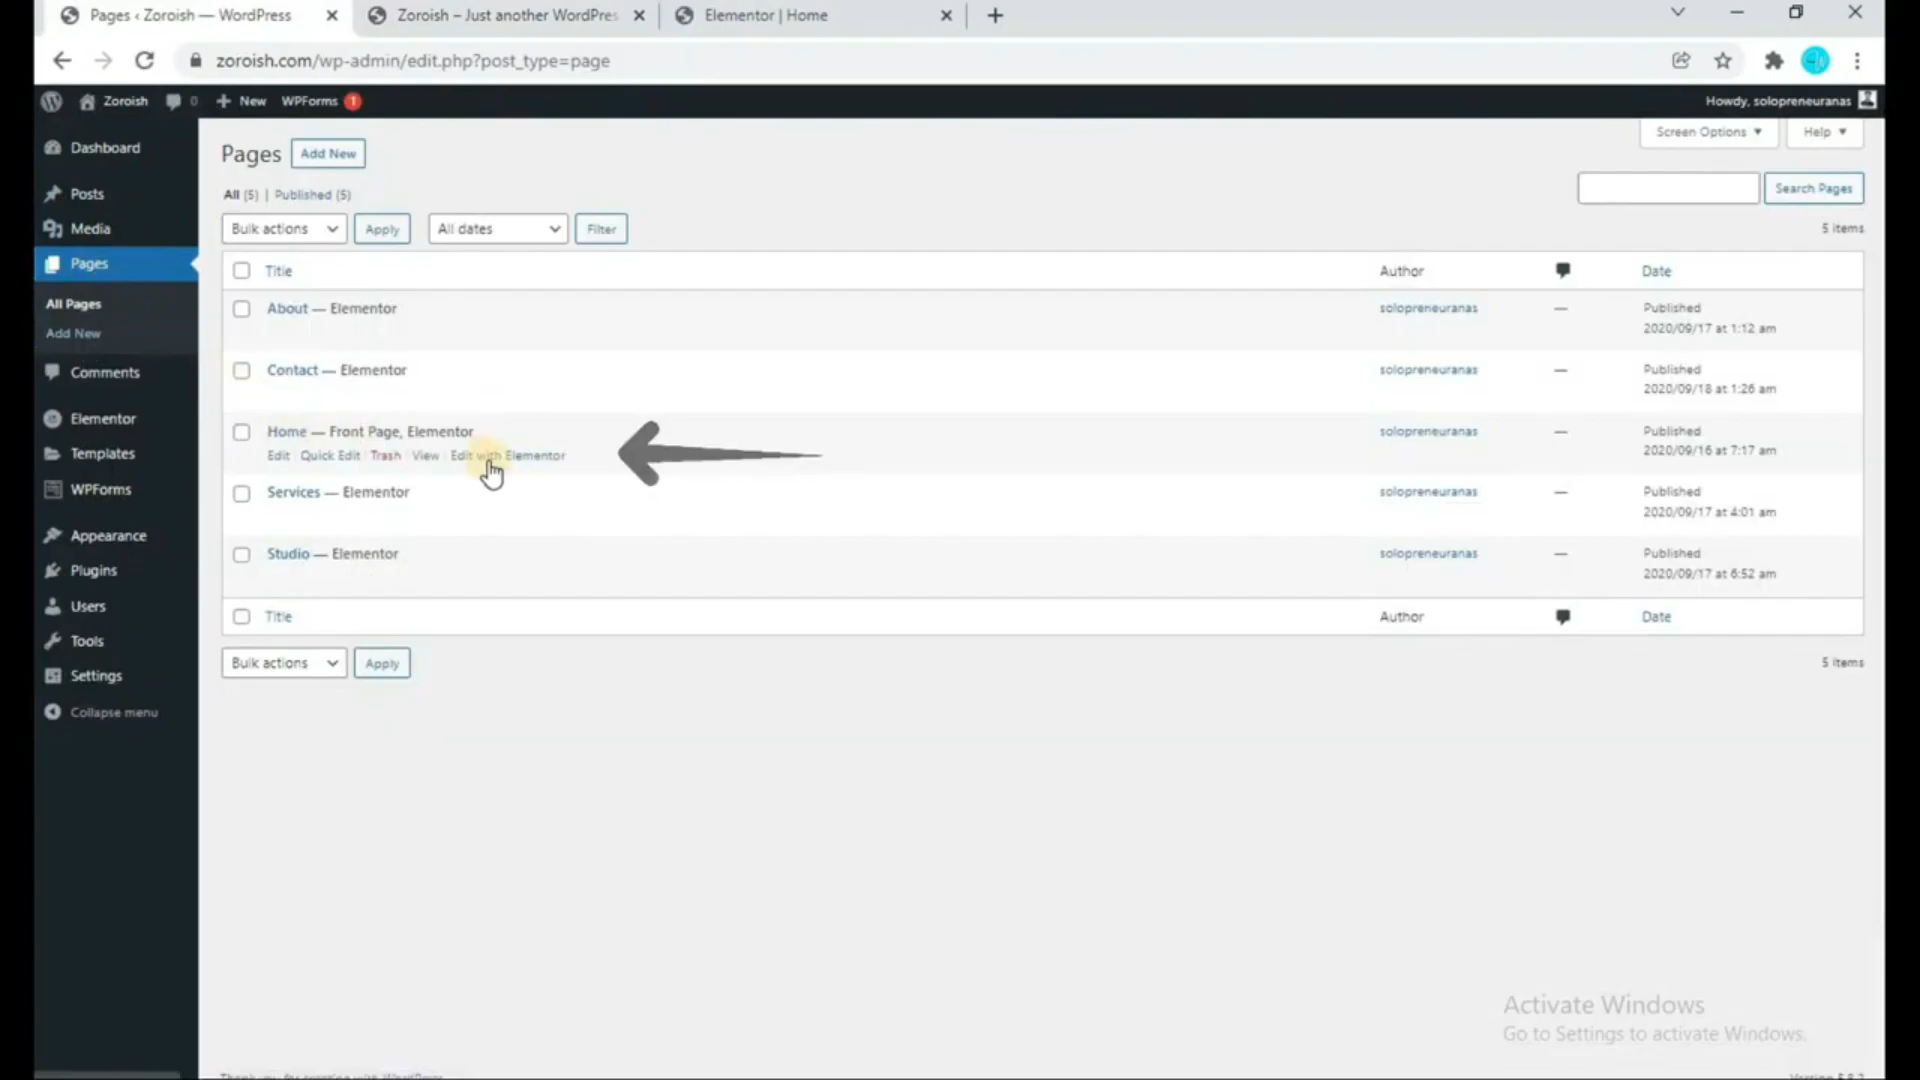 Pages ‹ Zoroish — WordPress
Zoroish – Just another WordPres
Elementor | Home
zoroish.com/wp-admin/edit.php?post_type=page
Zoroish 0 New WPForms 1
Howdy, solopreneuranas
Dashboard
Posts
Media
Pages
All Pages
Add New
Comments
Elementor
Templates
WPForms
Appearance
Plugins
Users
Tools
Settings
Collapse menu
Screen Options
Help
Pages Add New
All (5) | Published (5)
Search Pages
Bulk actions Apply All dates Filter
5 items
Title Author Date
About — Elementor solopreneuranas — Published
2020/09/17 at 1:12 am
Contact — Elementor solopreneuranas — Published
2020/09/18 at 1:26 am
Home — Front Page, Elementor solopreneuranas — Published
Edit | Quick Edit | Trash | View | Edit with Elementor 2020/09/16 at 7:17 am
Services — Elementor solopreneuranas — Published
2020/09/17 at 4:01 am
Studio — Elementor solopreneuranas — Published
2020/09/17 at 6:52 am
Title Author Date
Bulk actions Apply
5 items
Activate Windows
Go to Settings to activate Windows.